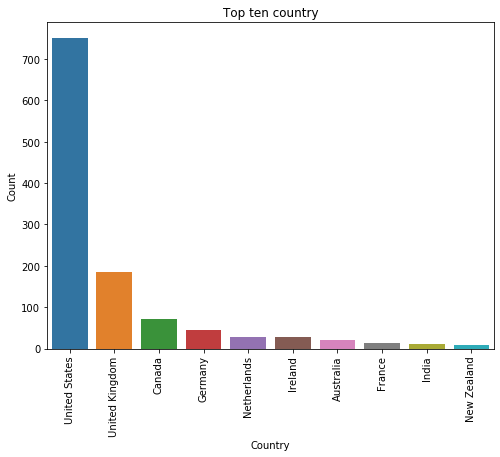 Top ten country
Count
700
600
500
400
300
200
100
0
United States
United Kingdom
Canada
Germany
Netherlands
Ireland
Australia
France
India
New Zealand
Country